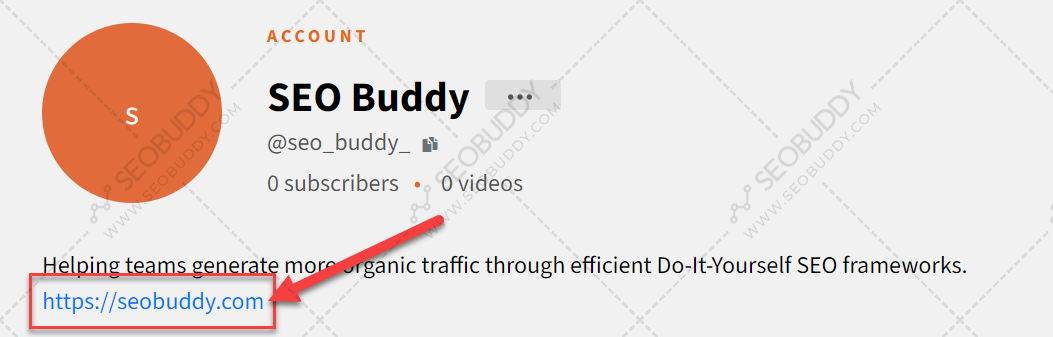 ACCOUNT
S
SEO Buddy
@seo_buddy_
0 subscribers • 0 videos
Helping teams generate more organic traffic through efficient Do-It-Yourself SEO frameworks.
https://seobuddy.com
SEOBUDDY
WWW.SEOBUDDY.COM
SEOBUDDY
WWW.SEOBUDDY.COM
SEOBUDDY
WWW.SEOBUDDY.COM